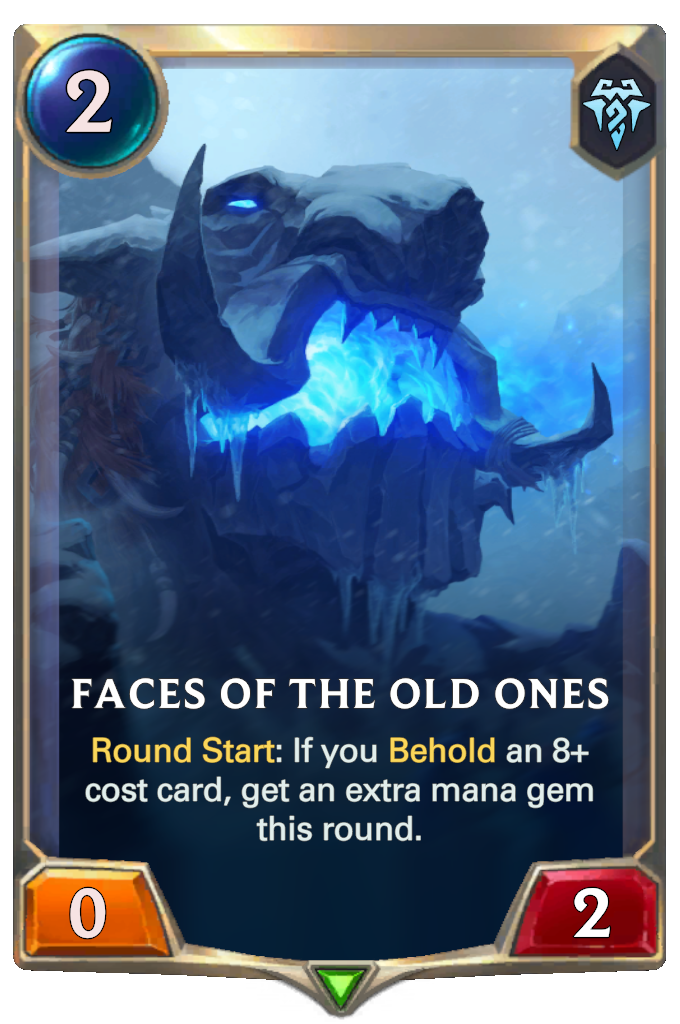 2
FACES OF THE OLD ONES
Round Start: If you Behold an 8+
cost card, get an extra mana gem
this round.
0
2